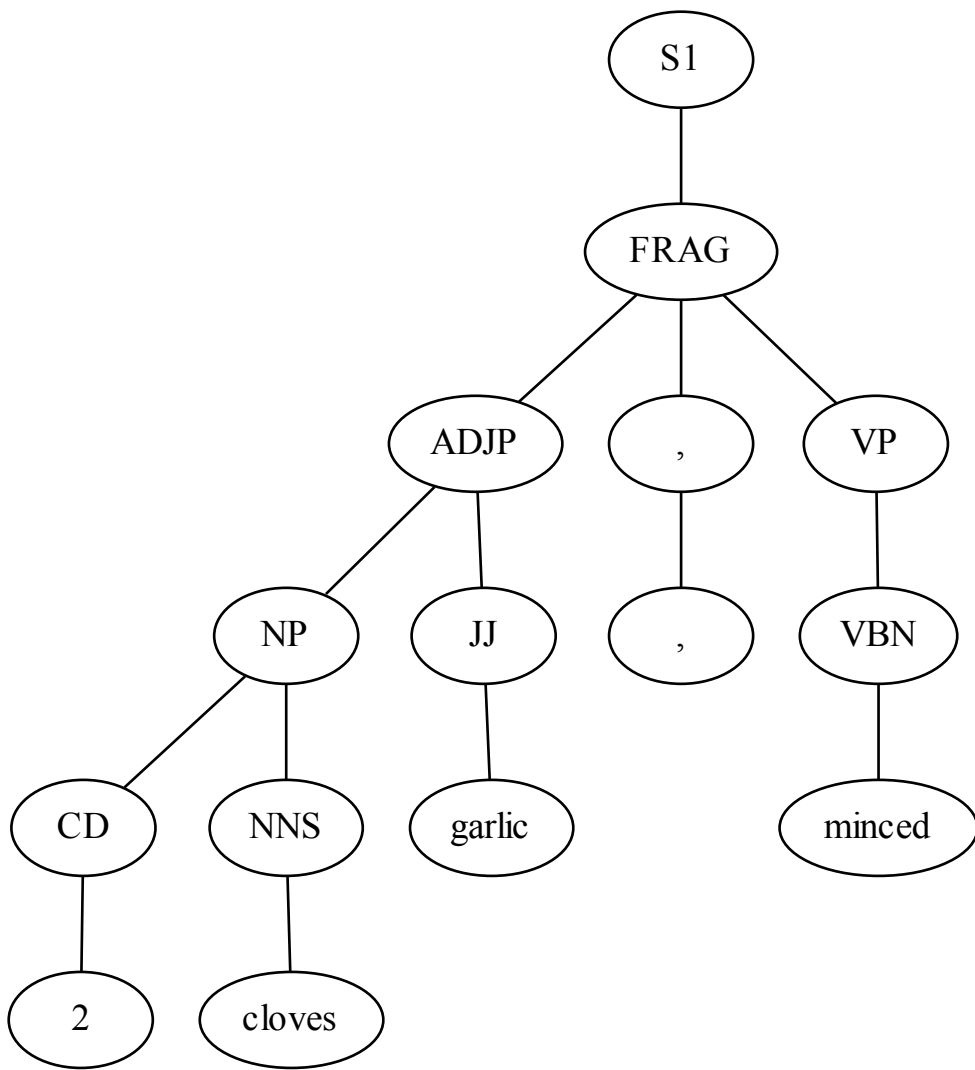 S1
FRAG
ADJP , VP
NP JJ , VBN
CD NNS garlic minced
2 cloves